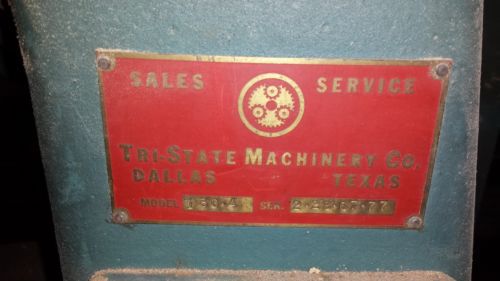 SALES SERVICE
TRI-STATE MACHINERY CO.
DALLAS TEXAS
MODEL SER.